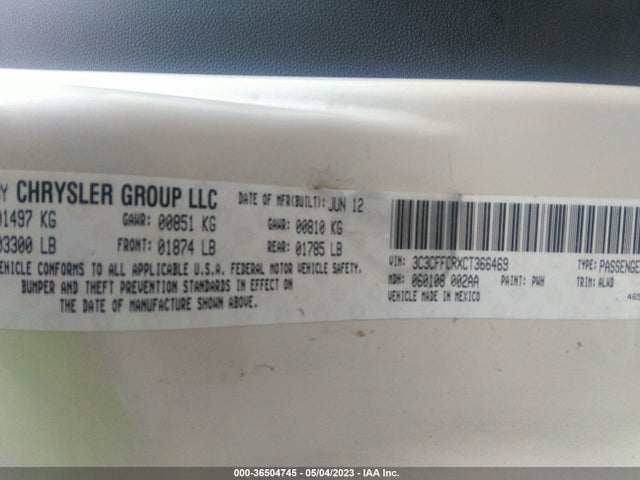 Y CHRYSLER GROUP LLC DATE OF MFR(BUILT): JUN 12
01497 KG GAWR: 00851 KG GAWR: 00810 KG
03300 LB FRONT: 01874 LB REAR: 01785 LB
VEHICLE CONFORMS TO ALL APPLICABLE U.S.A. FEDERAL MOTOR VEHICLE SAFETY,
BUMPER AND THEFT PREVENTION STANDARDS IN EFFECT ON
THE DATE OF MANUFACTURE SHOWN ABOVE.
VIN: 3C3CFFCRXCT366469 TYPE: PASSENGE
MDH: 060108 002AA PAINT: PWH TRIM: ALWD
VEHICLE MADE IN MEXICO 465
000-36504745 - 05/04/2023 - IAA Inc.